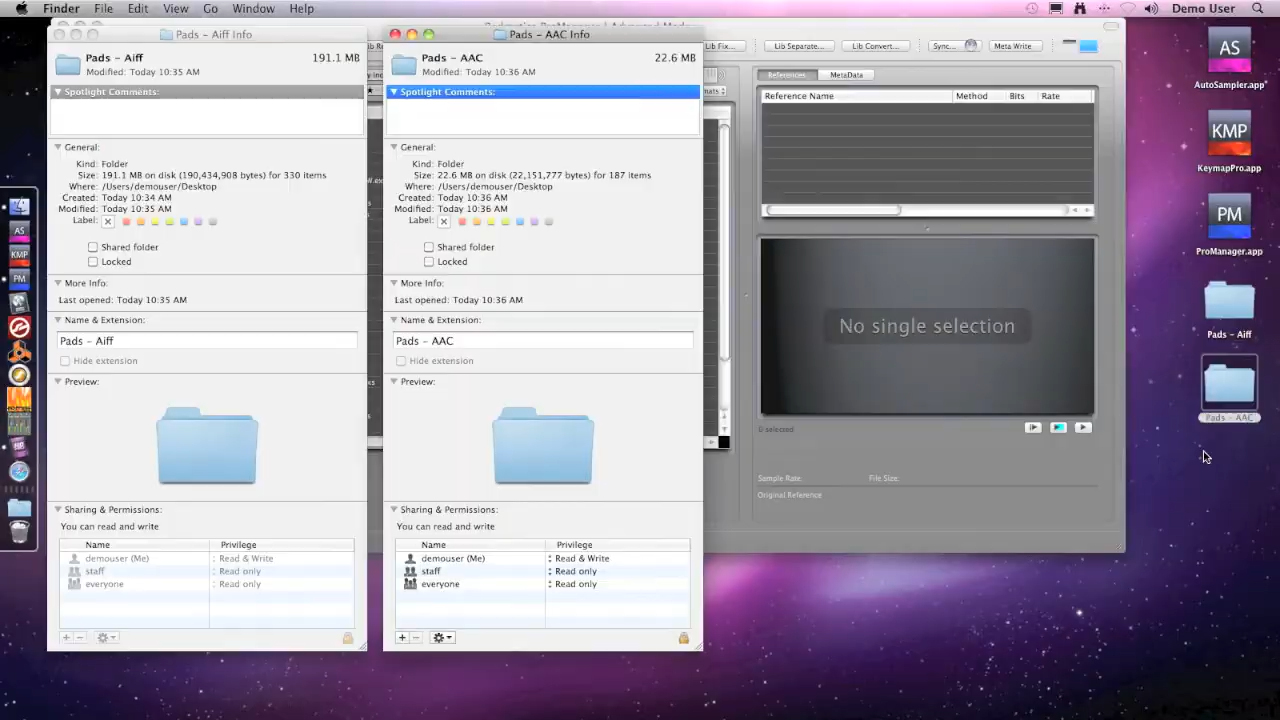 Finder File Edit View Go Window Help Demo User
Pads – Aiff Info
Pads – Aiff 191.1 MB
Modified: Today 10:35 AM
Spotlight Comments:
General:
Kind: Folder
Size: 191.1 MB on disk (190,434,908 bytes) for 330 items
Where: /Users/demouser/Desktop
Created: Today 10:34 AM
Modified: Today 10:35 AM
Label:
Shared folder
Locked
More Info:
Last opened: Today 10:35 AM
Name & Extension:
Pads – Aiff
Hide extension
Preview:
Sharing & Permissions:
You can read and write
Name Privilege
demouser (Me) Read & Write
staff Read only
everyone Read only
Pads – AAC Info
Pads – AAC 22.6 MB
Modified: Today 10:36 AM
Spotlight Comments:
General:
Kind: Folder
Size: 22.6 MB on disk (22,151,777 bytes) for 187 items
Where: /Users/demouser/Desktop
Created: Today 10:36 AM
Modified: Today 10:36 AM
Label:
Shared folder
Locked
More Info:
Last opened: Today 10:36 AM
Name & Extension:
Pads – AAC
Hide extension
Preview:
Sharing & Permissions:
You can read and write
Name Privilege
demouser (Me) Read & Write
staff Read only
everyone Read only
Lib Fix... Lib Separate... Lib Convert... Sync... Meta Write
References MetaData
Reference Name Method Bits Rate
No single selection
0 selected
Sample Rate: File Size:
Original Reference
AS
AutoSampler.app
KMP
KeymapPro.app
PM
ProManager.app
Pads – Aiff
Pads – AAC
AS
KMP
PM